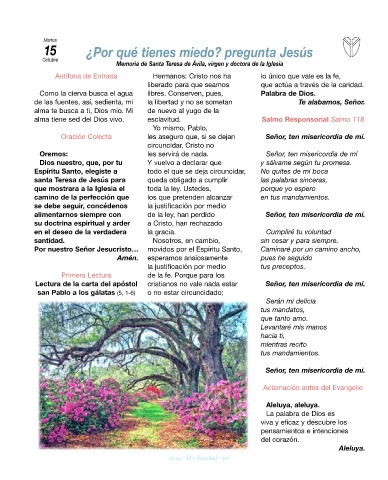 Martes
15
Octubre
¿Por qué tienes miedo? pregunta Jesús
Memoria de Santa Teresa de Ávila, virgen y doctora de la Iglesia
Antífona de Entrada
Como la cierva busca el agua
de las fuentes, así, sedienta, mi
alma te busca a ti, Dios mío. Mi
alma tiene sed del Dios vivo.
Oración Colecta
Oremos:
Dios nuestro, que, por tu
Espíritu Santo, elegiste a
santa Teresa de Jesús para
que mostrara a la Iglesia el
camino de la perfección que
se debe seguir, concédenos
alimentarnos siempre con
su doctrina espiritual y arder
en el deseo de la verdadera
santidad.
Por nuestro Señor Jesucristo…
Amén.
Primera Lectura
Lectura de la carta del apóstol
san Pablo a los gálatas (5, 1-6)
Hermanos: Cristo nos ha
liberado para que seamos
libres. Conserven, pues,
la libertad y no se sometan
de nuevo al yugo de la
esclavitud.
Yo mismo, Pablo,
les aseguro que, si se dejan
circuncidar, Cristo no
les servirá de nada.
Y vuelvo a declarar que
todo el que se deja circuncidar,
queda obligado a cumplir
toda la ley. Ustedes,
los que pretenden alcanzar
la justificación por medio
de la ley, han perdido
a Cristo, han rechazado
la gracia.
Nosotros, en cambio,
movidos por el Espíritu Santo,
esperamos ansiosamente
la justificación por medio
de la fe. Porque para los
cristianos no vale nada estar
o no estar circuncidado;
lo único que vale es la fe,
que actúa a través de la caridad.
Palabra de Dios.
Te alabamos, Señor.
Salmo Responsorial Salmo 118
Señor, ten misericordia de mí.
Señor, ten misericordia de mí
y sálvame según tu promesa.
No quites de mi boca
las palabras sinceras,
porque yo espero
en tus mandamientos.
Señor, ten misericordia de mí.
Cumpliré tu voluntad
sin cesar y para siempre.
Caminaré por un camino ancho,
pues he seguido
tus preceptos.
Señor, ten misericordia de mí.
Serán mi delicia
tus mandatos,
que tanto amo.
Levantaré mis manos
hacia ti,
mientras recito
tus mandamientos.
Señor, ten misericordia de mí.
Aclamación antes del Evangelio
Aleluya, aleluya.
La palabra de Dios es
viva y eficaz y descubre los
pensamientos e intenciones
del corazón.
Aleluya.